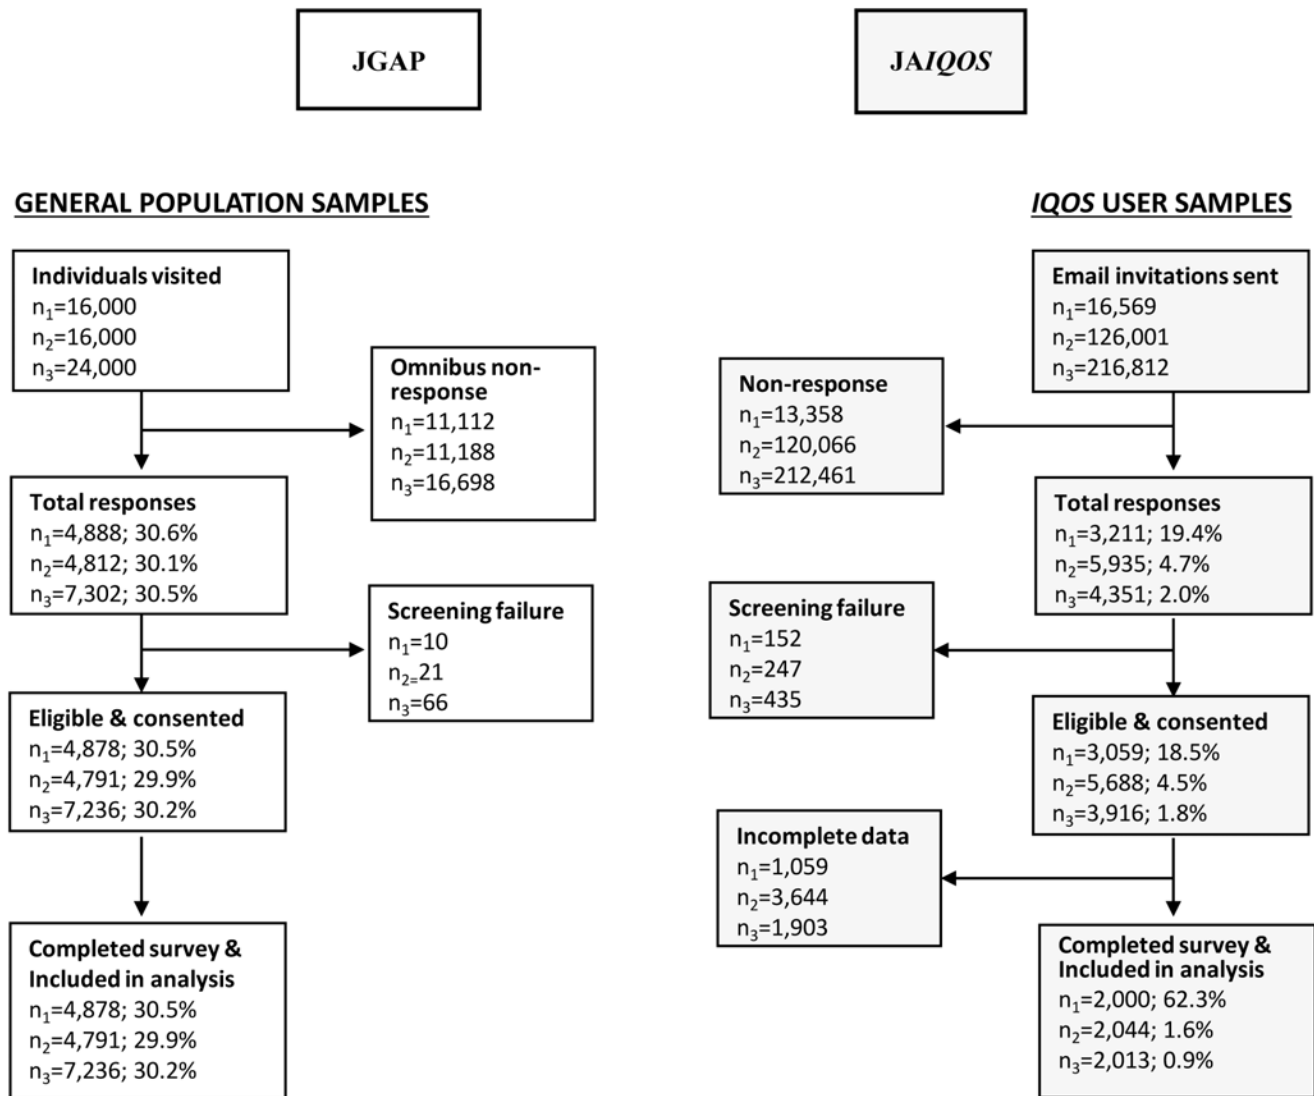 JGAP
JAIQOS
GENERAL POPULATION SAMPLES
IQOS USER SAMPLES
Individuals visited
n₁=16,000
n₂=16,000
n₃=24,000
Omnibus non-
response
n₁=11,112
n₂=11,188
n₃=16,698
Total responses
n₁=4,888; 30.6%
n₂=4,812; 30.1%
n₃=7,302; 30.5%
Screening failure
n₁=10
n₂₌21
n₃=66
Eligible & consented
n₁=4,878; 30.5%
n₂=4,791; 29.9%
n₃=7,236; 30.2%
Completed survey &
Included in analysis
n₁=4,878; 30.5%
n₂=4,791; 29.9%
n₃=7,236; 30.2%
Email invitations sent
n₁=16,569
n₂=126,001
n₃=216,812
Non-response
n₁=13,358
n₂=120,066
n₃=212,461
Total responses
n₁=3,211; 19.4%
n₂=5,935; 4.7%
n₃=4,351; 2.0%
Screening failure
n₁=152
n₂=247
n₃=435
Eligible & consented
n₁=3,059; 18.5%
n₂=5,688; 4.5%
n₃=3,916; 1.8%
Incomplete data
n₁=1,059
n₂=3,644
n₃=1,903
Completed survey &
Included in analysis
n₁=2,000; 62.3%
n₂=2,044; 1.6%
n₃=2,013; 0.9%